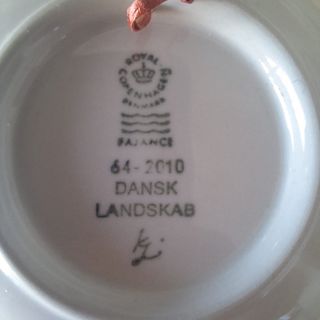 ROYAL
COPENHAGEN
DENMARK
FAJANCE
64-2010
DANSK
LANDSKAB